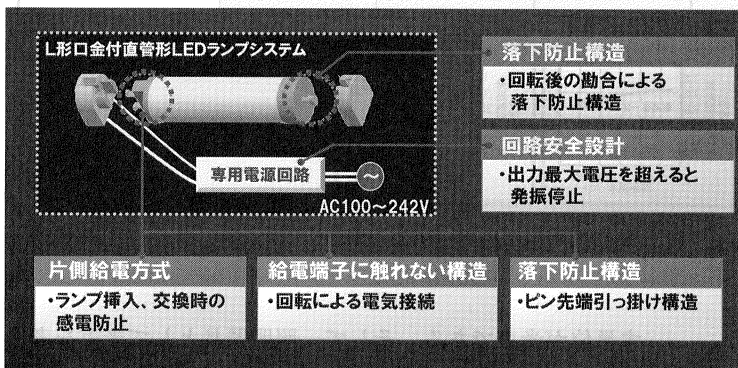 L形口金付直管形LEDランプシステム
専用電源回路
～
AC100～242V
落下防止構造
・回転後の勘合による
落下防止構造
回路安全設計
・出力最大電圧を超えると
発振停止
片側給電方式
・ランプ挿入、交換時の
感電防止
給電端子に触れない構造
・回転による電気接続
落下防止構造
・ピン先端引っ掛け構造